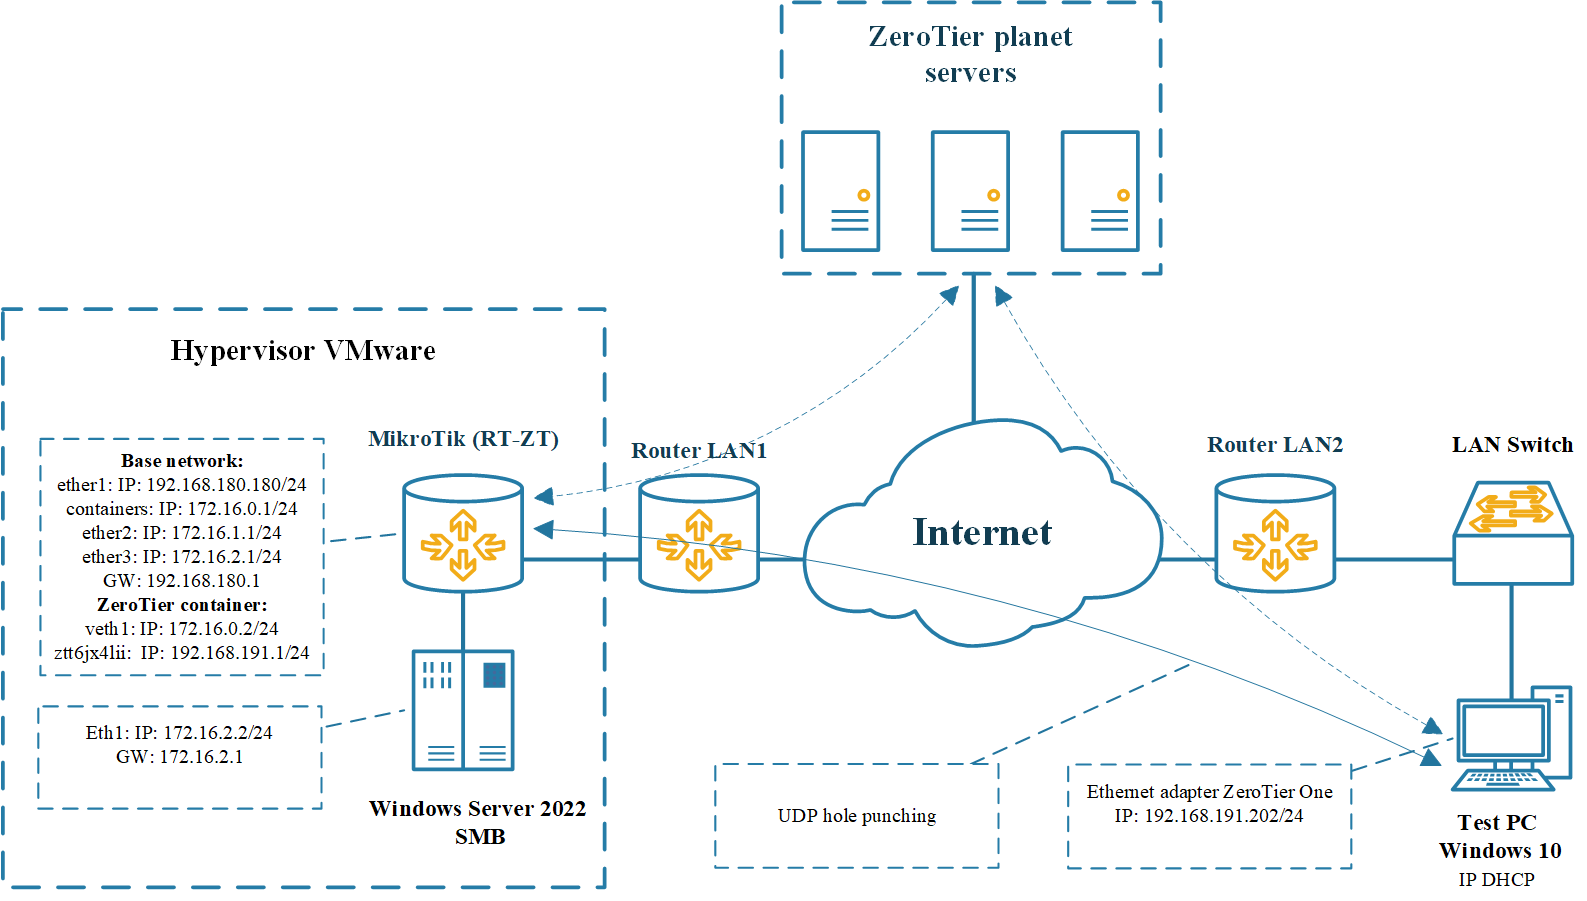 ZeroTier planet
servers
Hypervisor VMware
MikroTik (RT-ZT)
Router LAN1
Internet
Router LAN2
LAN Switch
Base network:
ether1: IP: 192.168.180.180/24
containers: IP: 172.16.0.1/24
ether2: IP: 172.16.1.1/24
ether3: IP: 172.16.2.1/24
GW: 192.168.180.1
ZeroTier container:
veth1: IP: 172.16.0.2/24
ztt6jx4lii: IP: 192.168.191.1/24
Eth1: IP: 172.16.2.2/24
GW: 172.16.2.1
Windows Server 2022
SMB
UDP hole punching
Ethernet adapter ZeroTier One
IP: 192.168.191.202/24
Test PC
Windows 10
IP DHCP